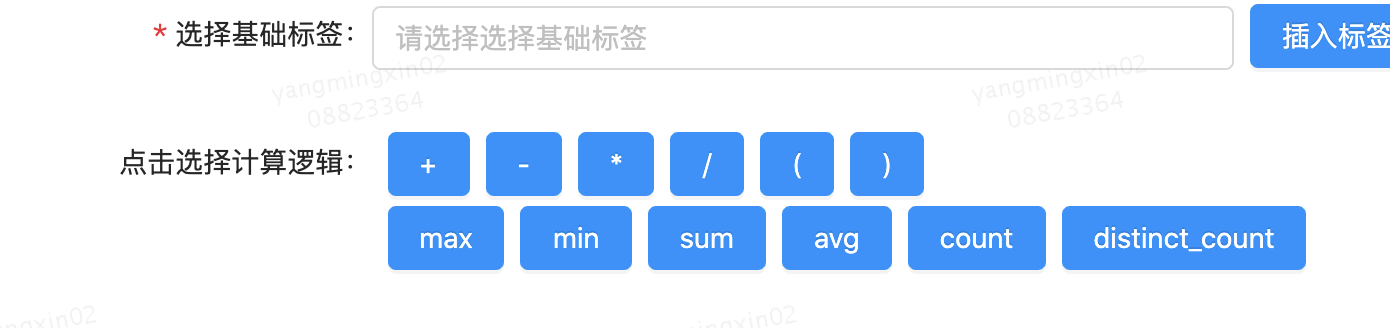 * 选择基础标签：
请选择选择基础标签
插入标签
yangmingxin02
08823364
yangmingxin02
08823364
点击选择计算逻辑：
+ - * / ( )
max min sum avg count distinct_count
ngxin02
yangmingxin02